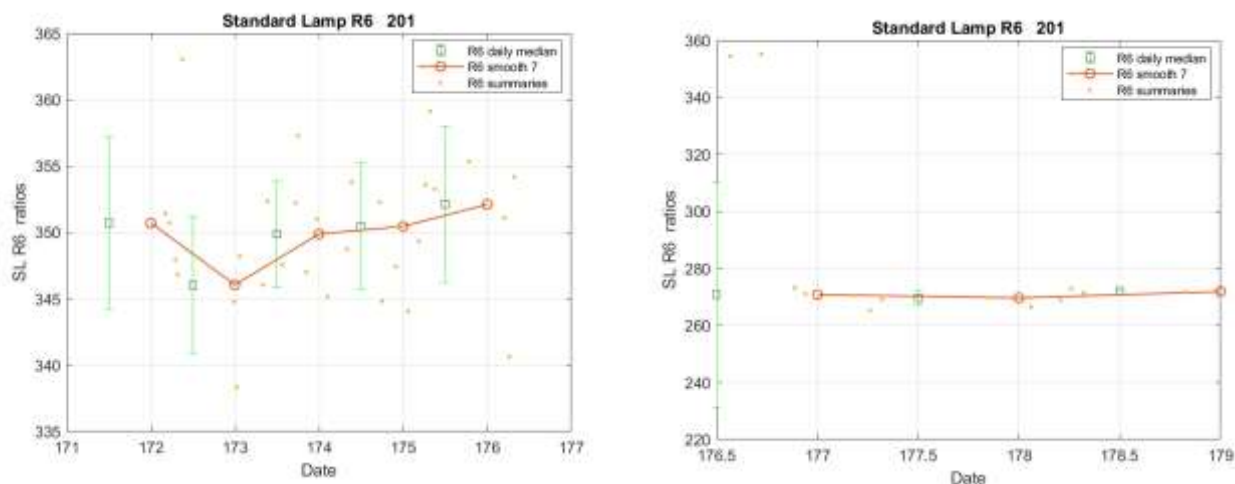 Standard Lamp R6 201
365
360
355
350
345
340
335
SL R6 ratios
171
172
173
174
175
176
177
Date
R6 daily median
R6 smooth 7
R6 summaries
Standard Lamp R6 201
360
340
320
300
280
260
240
220
SL R6 ratios
176.5
177
177.5
178
178.5
179
Date
R6 daily median
R6 smooth 7
R6 summaries